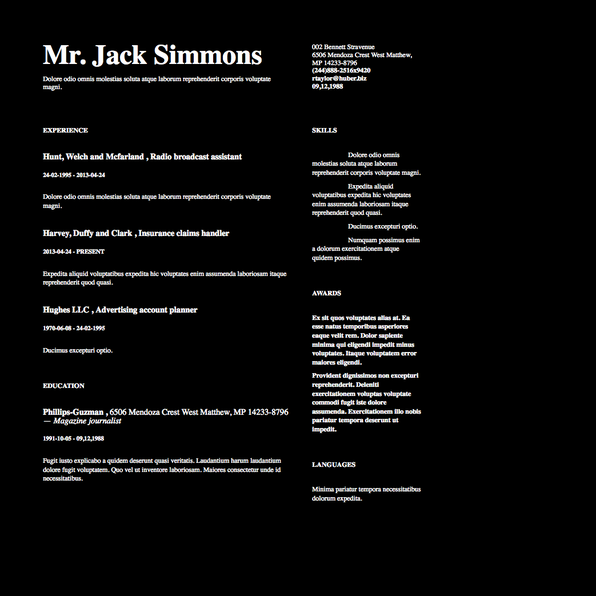 Mr. Jack Simmons
Dolore odio omnis molestias soluta atque laborum reprehenderit corporis voluptate
magni.
002 Bennett Stravenue
6506 Mendoza Crest West Matthew,
MP 14233-8796
(244)888-2516x9420
rtaylor@huber.biz
09,12,1988
EXPERIENCE
Hunt, Welch and Mcfarland , Radio broadcast assistant
24-02-1995 - 2013-04-24
Dolore odio omnis molestias soluta atque laborum reprehenderit corporis voluptate
magni.
Harvey, Duffy and Clark , Insurance claims handler
2013-04-24 - PRESENT
Expedita aliquid voluptatibus expedita hic voluptates enim assumenda laboriosam itaque
reprehenderit quod quasi.
Hughes LLC , Advertising account planner
1970-06-08 - 24-02-1995
Ducimus excepturi optio.
EDUCATION
Phillips-Guzman , 6506 Mendoza Crest West Matthew, MP 14233-8796
— Magazine journalist
1991-10-05 - 09,12,1988
Fugit iusto explicabo a quidem deserunt quasi veritatis. Laudantium harum laudantium
dolore fugit voluptatem. Quo vel ut inventore laboriosam. Maiores consectetur unde id
necessitatibus.
SKILLS
Dolore odio omnis
molestias soluta atque laborum
reprehenderit corporis voluptate magni.
Expedita aliquid
voluptatibus expedita hic voluptates
enim assumenda laboriosam itaque
reprehenderit quod quasi.
Ducimus excepturi optio.
Numquam possimus enim
a dolorum exercitationem atque
quidem possimus.
AWARDS
Ex sit quos voluptates alias at. Ea
esse natus temporibus asperiores
eaque velit rem. Dolor sapiente
minima qui eligendi impedit minus
voluptates. Itaque voluptatem error
maiores eligendi.
Provident dignissimos non excepturi
reprehenderit. Deleniti
exercitationem voluptas voluptate
commodi fugit iste dolore
assumenda. Exercitationem illo nobis
pariatur tempora deserunt ut
impedit.
LANGUAGES
Minima pariatur tempora necessitatibus
dolorum expedita.